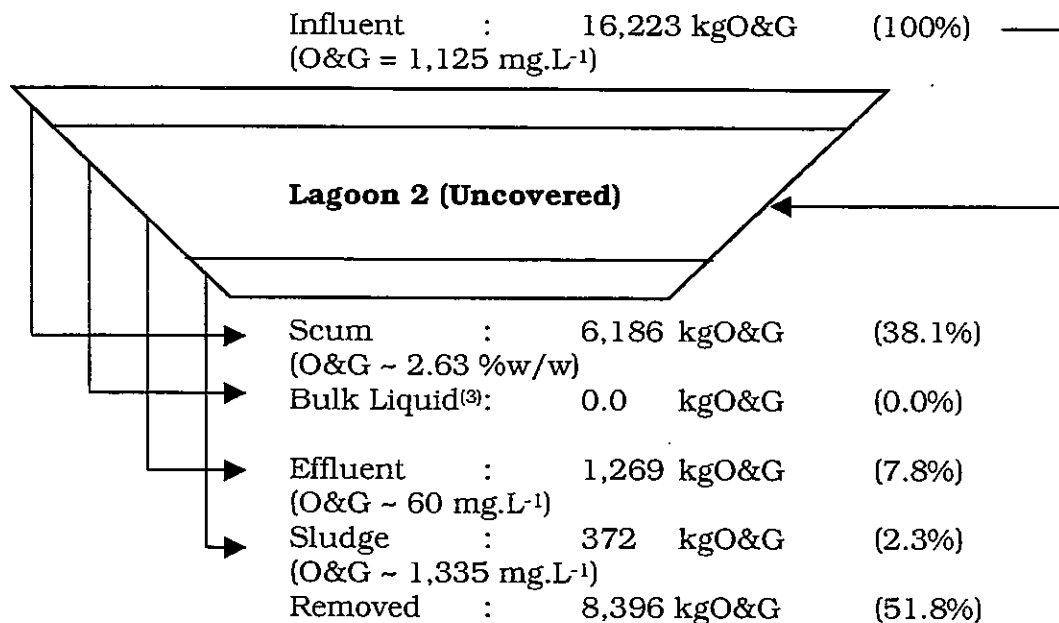 Influent : 16,223 kgO&G (100%)
(O&G = 1,125 mg.L⁻¹)
Lagoon 2 (Uncovered)
Scum : 6,186 kgO&G (38.1%)
(O&G ~ 2.63 %w/w)
Bulk Liquid⁽³⁾: 0.0 kgO&G (0.0%)
Effluent : 1,269 kgO&G (7.8%)
(O&G ~ 60 mg.L⁻¹)
Sludge : 372 kgO&G (2.3%)
(O&G ~ 1,335 mg.L⁻¹)
Removed : 8,396 kgO&G (51.8%)